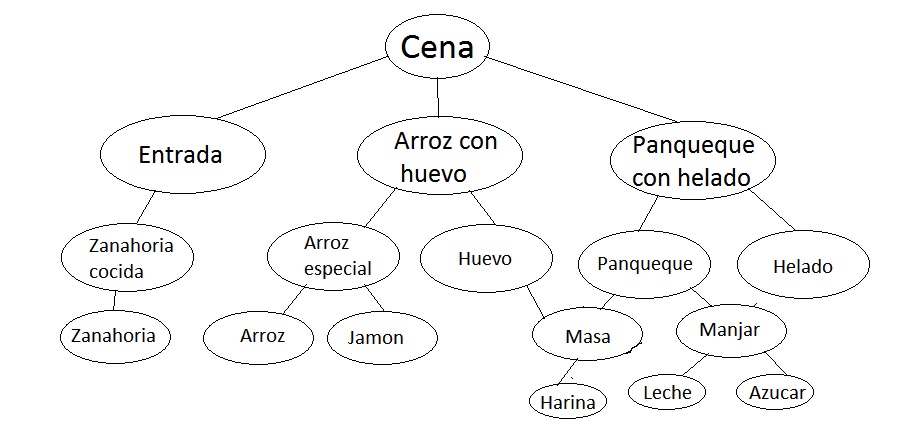 Cena
Entrada
Arroz con
huevo
Panqueque
con helado
Zanahoria
cocida
Arroz
especial
Huevo
Panqueque
Helado
Zanahoria
Arroz
Jamon
Masa
Manjar
Harina
Leche
Azucar